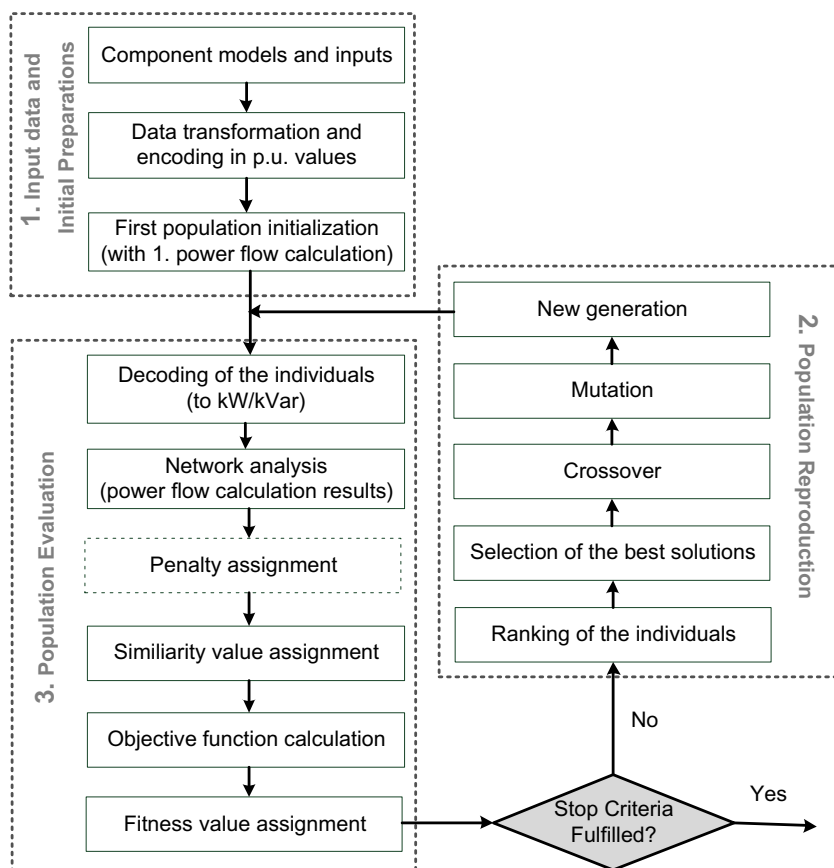 1. Input data and
Initial Preparations
Component models and inputs
Data transformation and
encoding in p.u. values
First population initialization
(with 1. power flow calculation)
3. Population Evaluation
Decoding of the individuals
(to kW/kVar)
Network analysis
(power flow calculation results)
Penalty assignment
Similiarity value assignment
Objective function calculation
Fitness value assignment
Stop Criteria
Fulfilled?
Yes
No
2. Population Reproduction
Ranking of the individuals
Selection of the best solutions
Crossover
Mutation
New generation